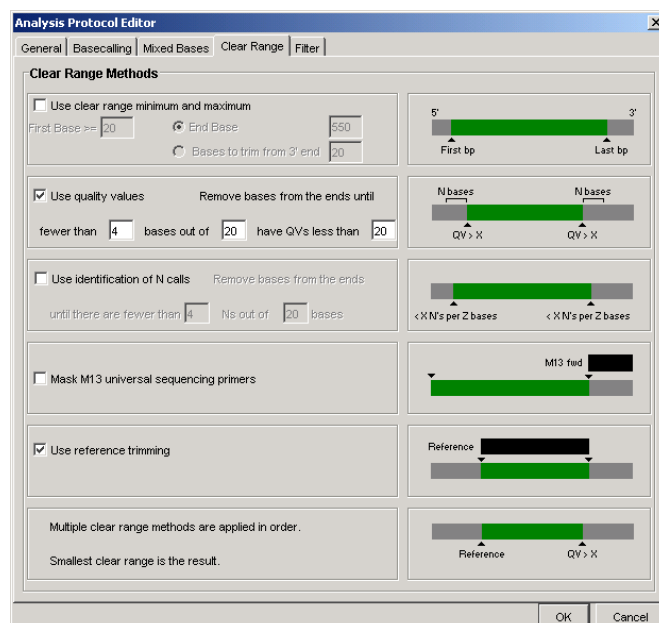 Analysis Protocol Editor
General Basecalling Mixed Bases Clear Range Filter
Clear Range Methods
Use clear range minimum and maximum
First Base >= 20 End Base 550
Bases to trim from 3' end 20
5' 3'
First bp Last bp
Use quality values Remove bases from the ends until
fewer than 4 bases out of 20 have QVs less than 20
N bases N bases
QV > X QV > X
Use identification of N calls Remove bases from the ends
until there are fewer than 4 Ns out of 20 bases
< X N's per Z bases < X N's per Z bases
Mask M13 universal sequencing primers
M13 fwd
Use reference trimming
Reference
Multiple clear range methods are applied in order.
Smallest clear range is the result.
Reference QV > X
OK Cancel